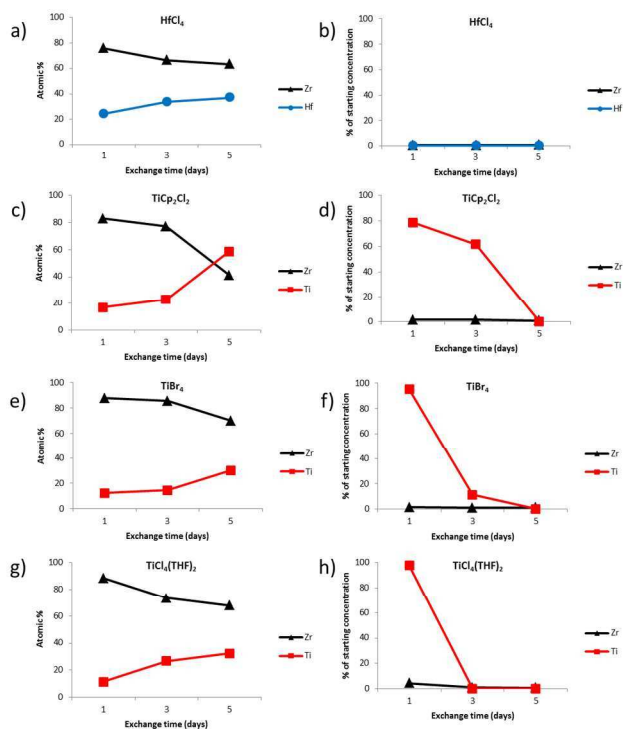 a)
HfCl4
Atomic %
100
80
60
40
20
0
1 3 5
Exchange time (days)
Zr
Hf
b)
HfCl4
% of starting concentration
100
80
60
40
20
0
1 3 5
Exchange time (days)
Zr
Hf
c)
TiCp2Cl2
Atomic %
100
80
60
40
20
0
1 3 5
Exchange time (days)
Zr
Ti
d)
TiCp2Cl2
% of starting concentration
100
80
60
40
20
0
1 3 5
Exchange time (days)
Zr
Ti
e)
TiBr4
Atomic %
100
80
60
40
20
0
1 3 5
Exchange time (days)
Zr
Ti
f)
TiBr4
% of starting concentration
100
80
60
40
20
0
1 3 5
Exchange time (days)
Zr
Ti
g)
TiCl4(THF)2
Atomic %
100
80
60
40
20
0
1 3 5
Exchange time (days)
Zr
Ti
h)
TiCl4(THF)2
% of starting concentration
100
80
60
40
20
0
1 3 5
Exchange time (days)
Zr
Ti